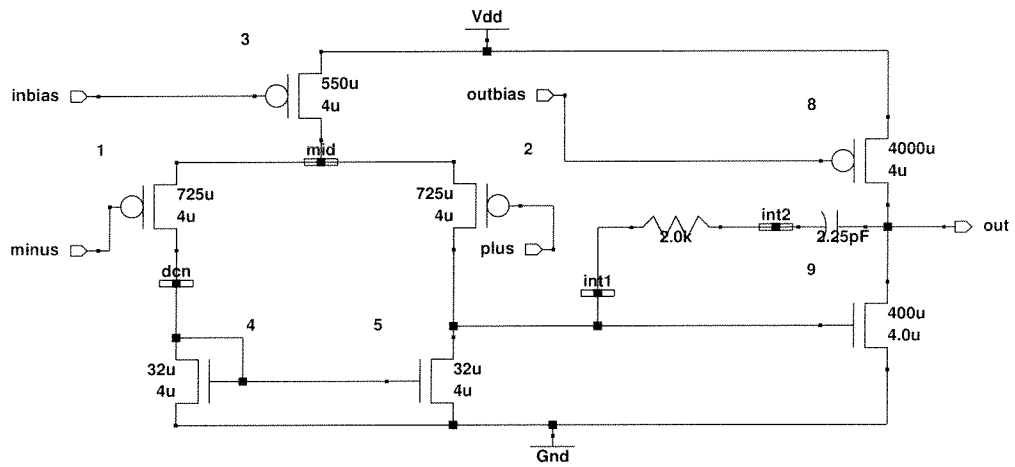 Vdd
3
inbias
550u
4u
outbias
8
1
mid
2
4000u
4u
725u
4u
725u
4u
minus
plus
int2
out
2.0k
2.25pF
dcn
int1
9
4
5
400u
4.0u
32u
4u
32u
4u
Gnd